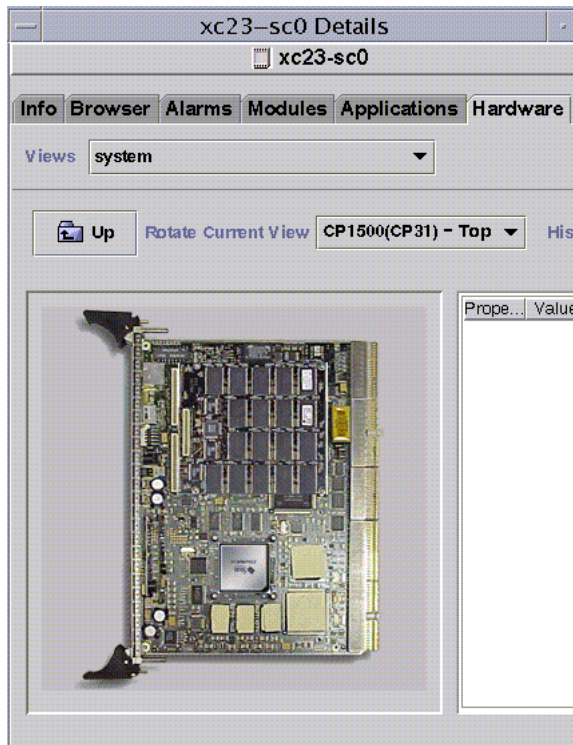 xc23-sc0 Details
xc23-sc0
Info Browser Alarms Modules Applications Hardware
Views system
Up Rotate Current View CP1500(CP31) - Top His
Prope... Value